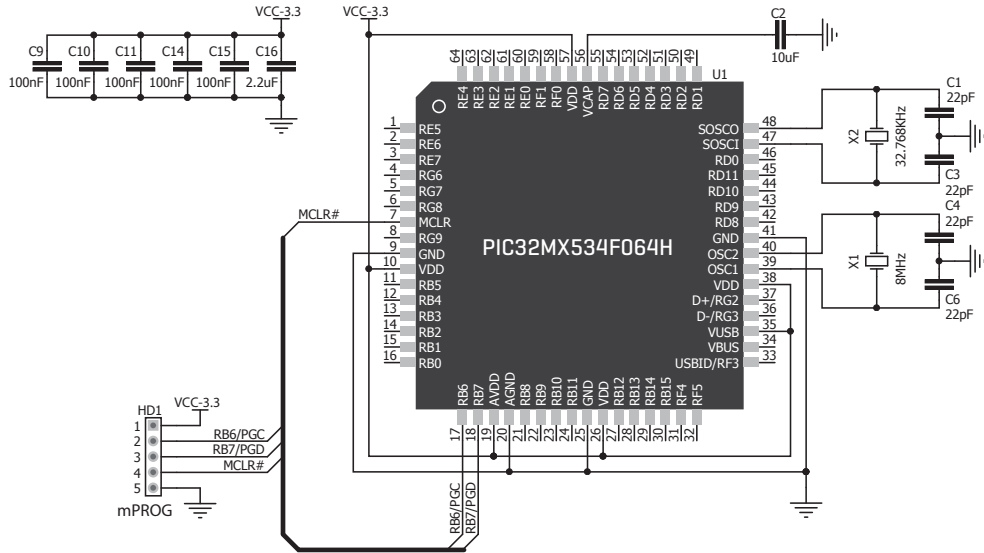 VCC-3.3
VCC-3.3
C2
10uF
C9
C10
C11
C14
C15
C16
100nF
100nF
100nF
100nF
100nF
2.2uF
64
63
62
61
60
59
58
57
56
55
54
53
52
51
50
49
U1
RE4
RE3
RE2
RE1
RE0
RF1
RF0
VDD
VCAP
RD7
RD6
RD5
RD4
RD3
RD2
RD1
1 RE5
2 RE6
3 RE7
4 RG6
5 RG7
6 RG8
MCLR# 7 MCLR
8 RG9
9 GND
10 VDD
11 RB5
12 RB4
13 RB3
14 RB2
15 RB1
16 RB0
PIC32MX534F064H
SOSCO 48
SOSCI 47
RD0 46
RD11 45
RD10 44
RD9 43
RD8 42
GND 41
OSC2 40
OSC1 39
VDD 38
D+/RG2 37
D-/RG3 36
VUSB 35
VBUS 34
USBID/RF3 33
C1
22pF
X2
32.768KHz
C3
22pF
C4
22pF
X1
8MHz
C6
22pF
RB6
RB7
AVDD
AGND
RB8
RB9
RB10
RB11
GND
VDD
RB12
RB13
RB14
RB15
RF4
RF5
17
18
19
20
21
22
23
24
25
26
27
28
29
30
31
32
HD1
VCC-3.3
1
2 RB6/PGC
3 RB7/PGD
4 MCLR#
5
mPROG
RB6/PGC
RB7/PGD